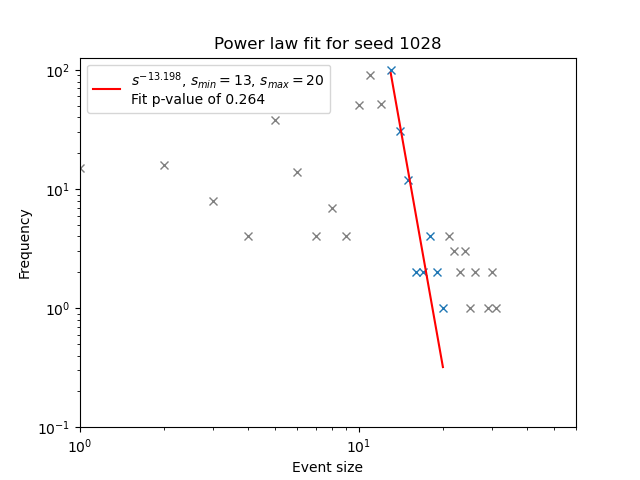 Power law fit for seed 1028
$s^{-13.198}$, $s_{min} = 13$, $s_{max} = 20$
Fit p-value of 0.264
Frequency
$10^2$
$10^1$
$10^0$
$10^{-1}$
$10^0$
$10^1$
Event size